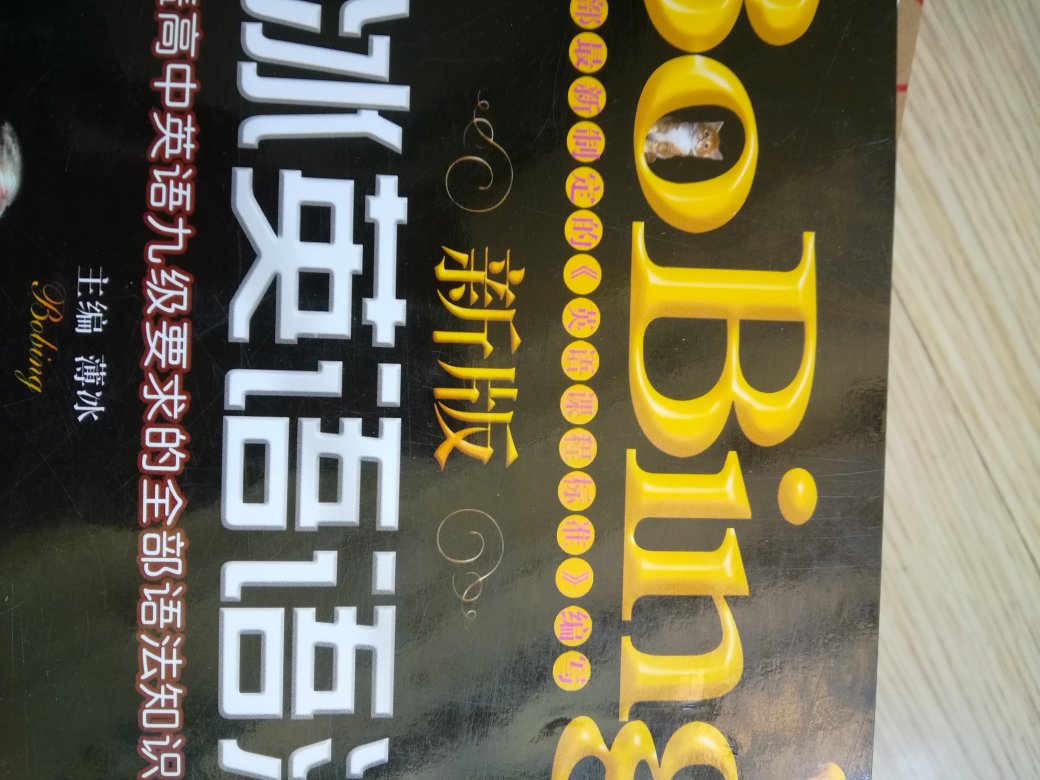 BoBing
部最新制定的《英语课程标准》编写
新版
冰英语语
高中英语九级要求的全部语法知识
主编 薄冰
Bobing